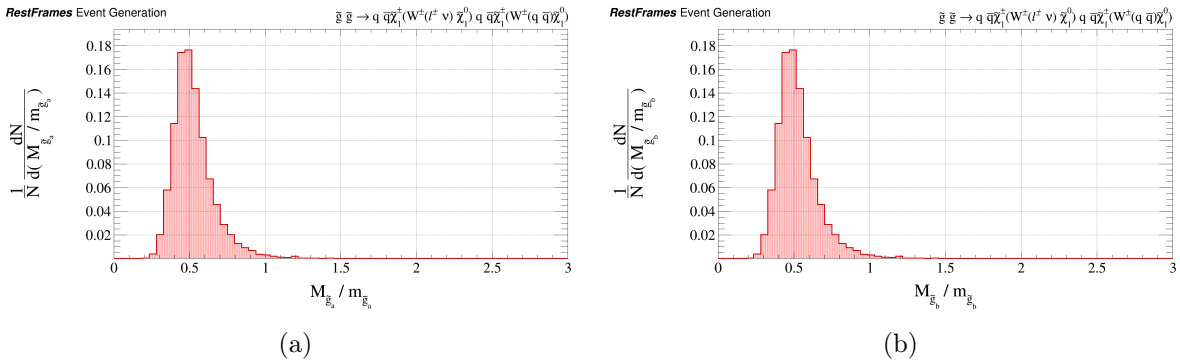 RestFrames Event Generation
g̃ g̃ → q q̅χ̃₁±(W±(l± ν) χ̃₁⁰) q q̅χ̃₁±(W±(q q̅)χ̃₁⁰)
1/N dN/d( M_g̃ₐ / m_g̃ₐ )
0.18
0.16
0.14
0.12
0.1
0.08
0.06
0.04
0.02
0 0.5 1 1.5 2 2.5 3
M_g̃ₐ / m_g̃ₐ
(a)
RestFrames Event Generation
g̃ g̃ → q q̅χ̃₁±(W±(l± ν) χ̃₁⁰) q q̅χ̃₁±(W±(q q̅)χ̃₁⁰)
1/N dN/d( M_g̃_b / m_g̃_b )
0.18
0.16
0.14
0.12
0.1
0.08
0.06
0.04
0.02
0 0.5 1 1.5 2 2.5 3
M_g̃_b / m_g̃_b
(b)